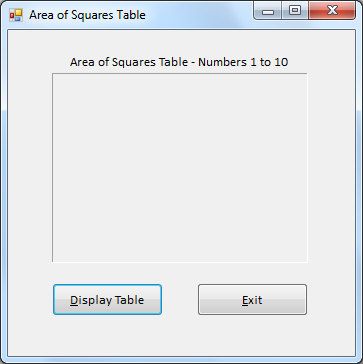 Area of Squares Table
Area of Squares Table - Numbers 1 to 10
Display Table
Exit